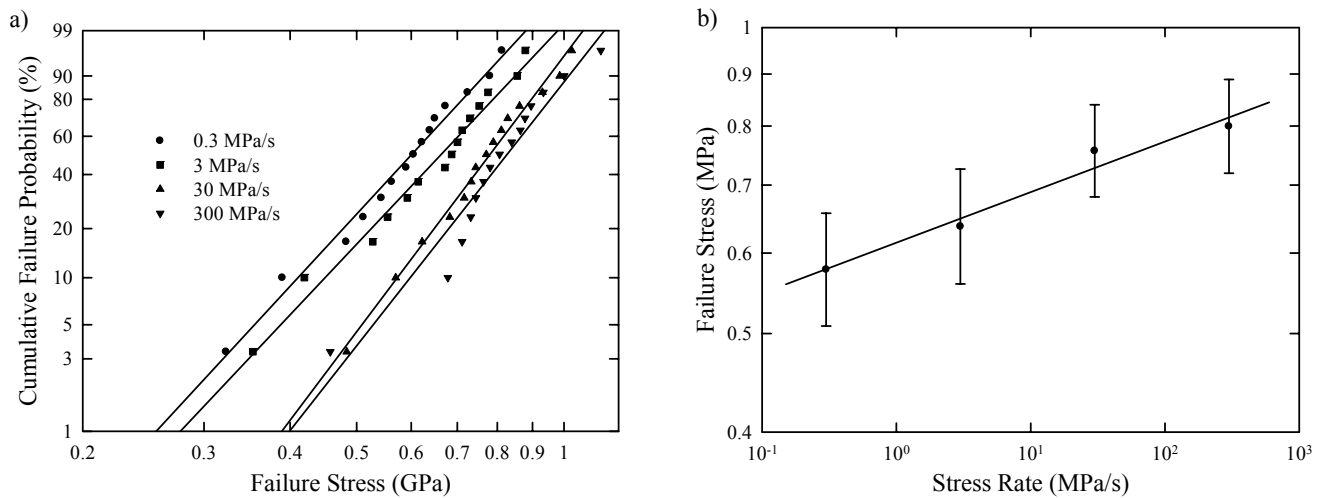 a)
Cumulative Failure Probability (%)
99
90
80
60
40
20
10
5
3
1
0.3 MPa/s
3 MPa/s
30 MPa/s
300 MPa/s
0.2 0.3 0.4 0.5 0.6 0.7 0.8 0.9 1
Failure Stress (GPa)
b)
Failure Stress (MPa)
1
0.9
0.8
0.7
0.6
0.5
0.4
10⁻¹ 10⁰ 10¹ 10² 10³
Stress Rate (MPa/s)